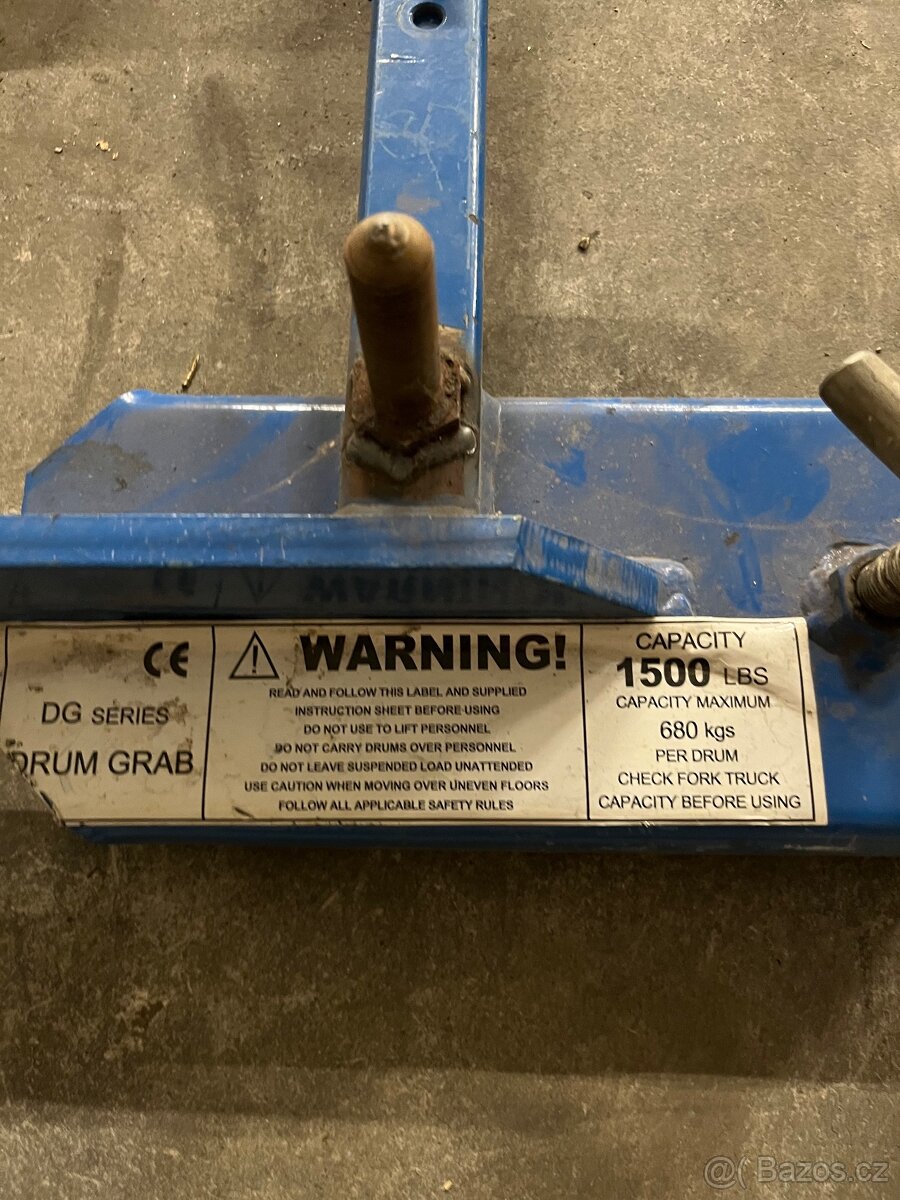 CE
DG SERIES
DRUM GRAB
WARNING!
READ AND FOLLOW THIS LABEL AND SUPPLIED
INSTRUCTION SHEET BEFORE USING
DO NOT USE TO LIFT PERSONNEL
DO NOT CARRY DRUMS OVER PERSONNEL
DO NOT LEAVE SUSPENDED LOAD UNATTENDED
USE CAUTION WHEN MOVING OVER UNEVEN FLOORS
FOLLOW ALL APPLICABLE SAFETY RULES
CAPACITY
1500 LBS
CAPACITY MAXIMUM
680 kgs
PER DRUM
CHECK FORK TRUCK
CAPACITY BEFORE USING
@( Bazos.cz